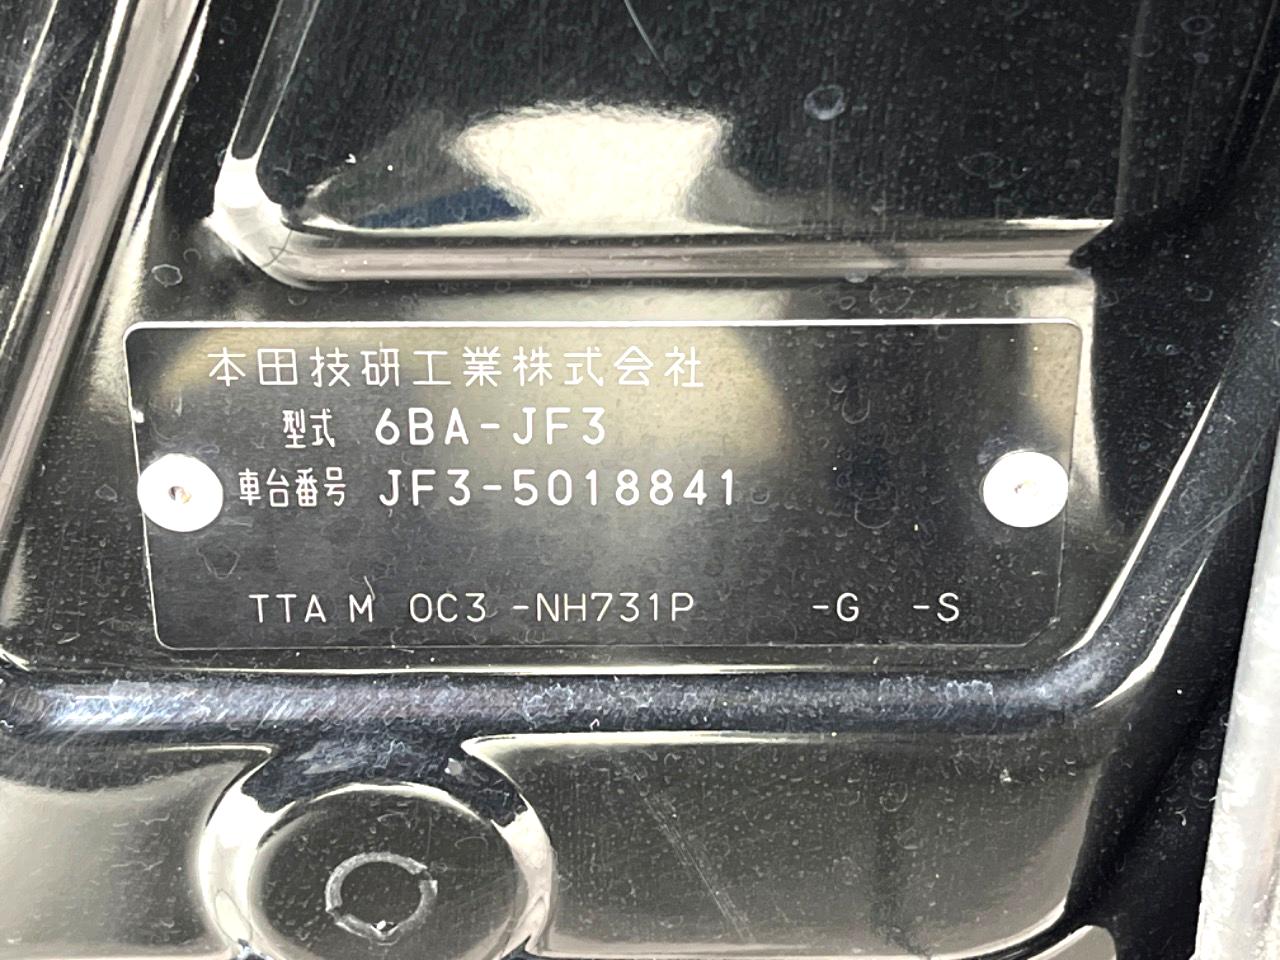 本田技研工業株式会社
型式 6BA-JF3
車台番号 JF3-5018841
TTA M 0C3 -NH731P -G -S